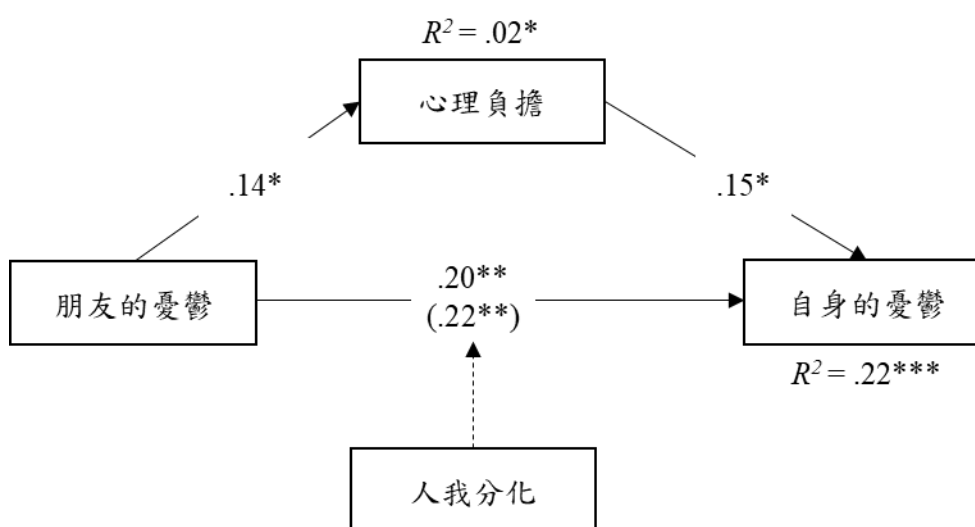 R² = .02*
心理負擔
.14*
.15*
朋友的憂鬱
.20**
(.22**)
自身的憂鬱
R² = .22***
人我分化